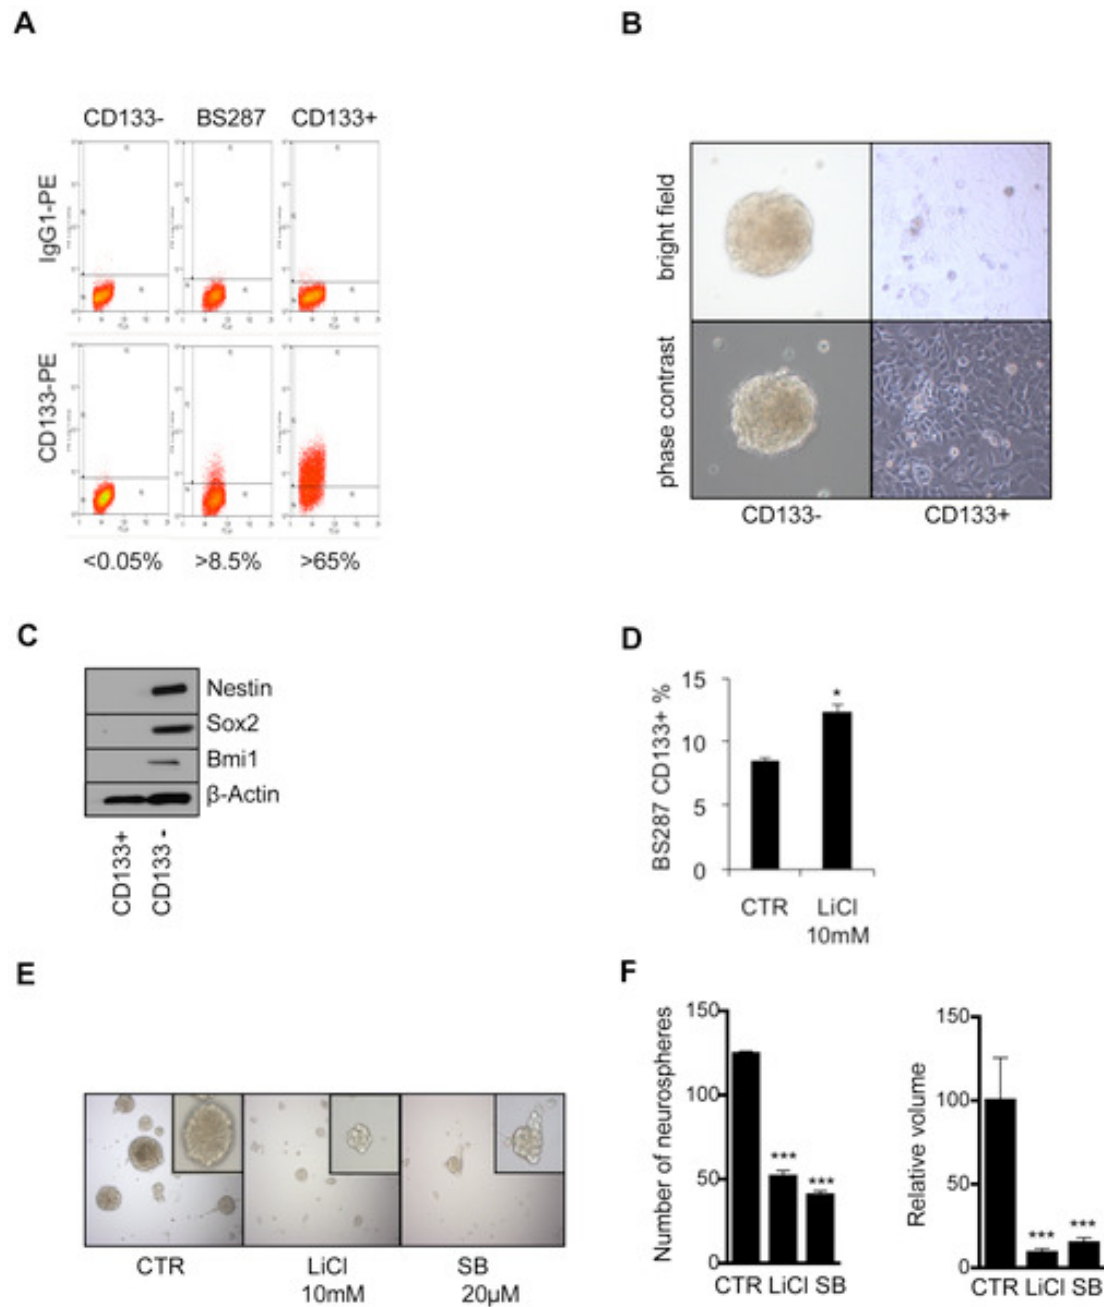 A
CD133- BS287 CD133+
IgG1-PE
CD133-PE
<0.05% >8.5% >65%
B
bright field
phase contrast
CD133- CD133+
C
Nestin
Sox2
Bmi1
β-Actin
CD133+
CD133-
D
BS287 CD133+ %
15
10
5
0
*
CTR LiCl
10mM
E
CTR LiCl SB
10mM 20µM
F
Number of neurospheres
150
100
50
0
***
***
CTR LiCl SB
Relative volume
150
100
50
0
***
***
CTR LiCl SB